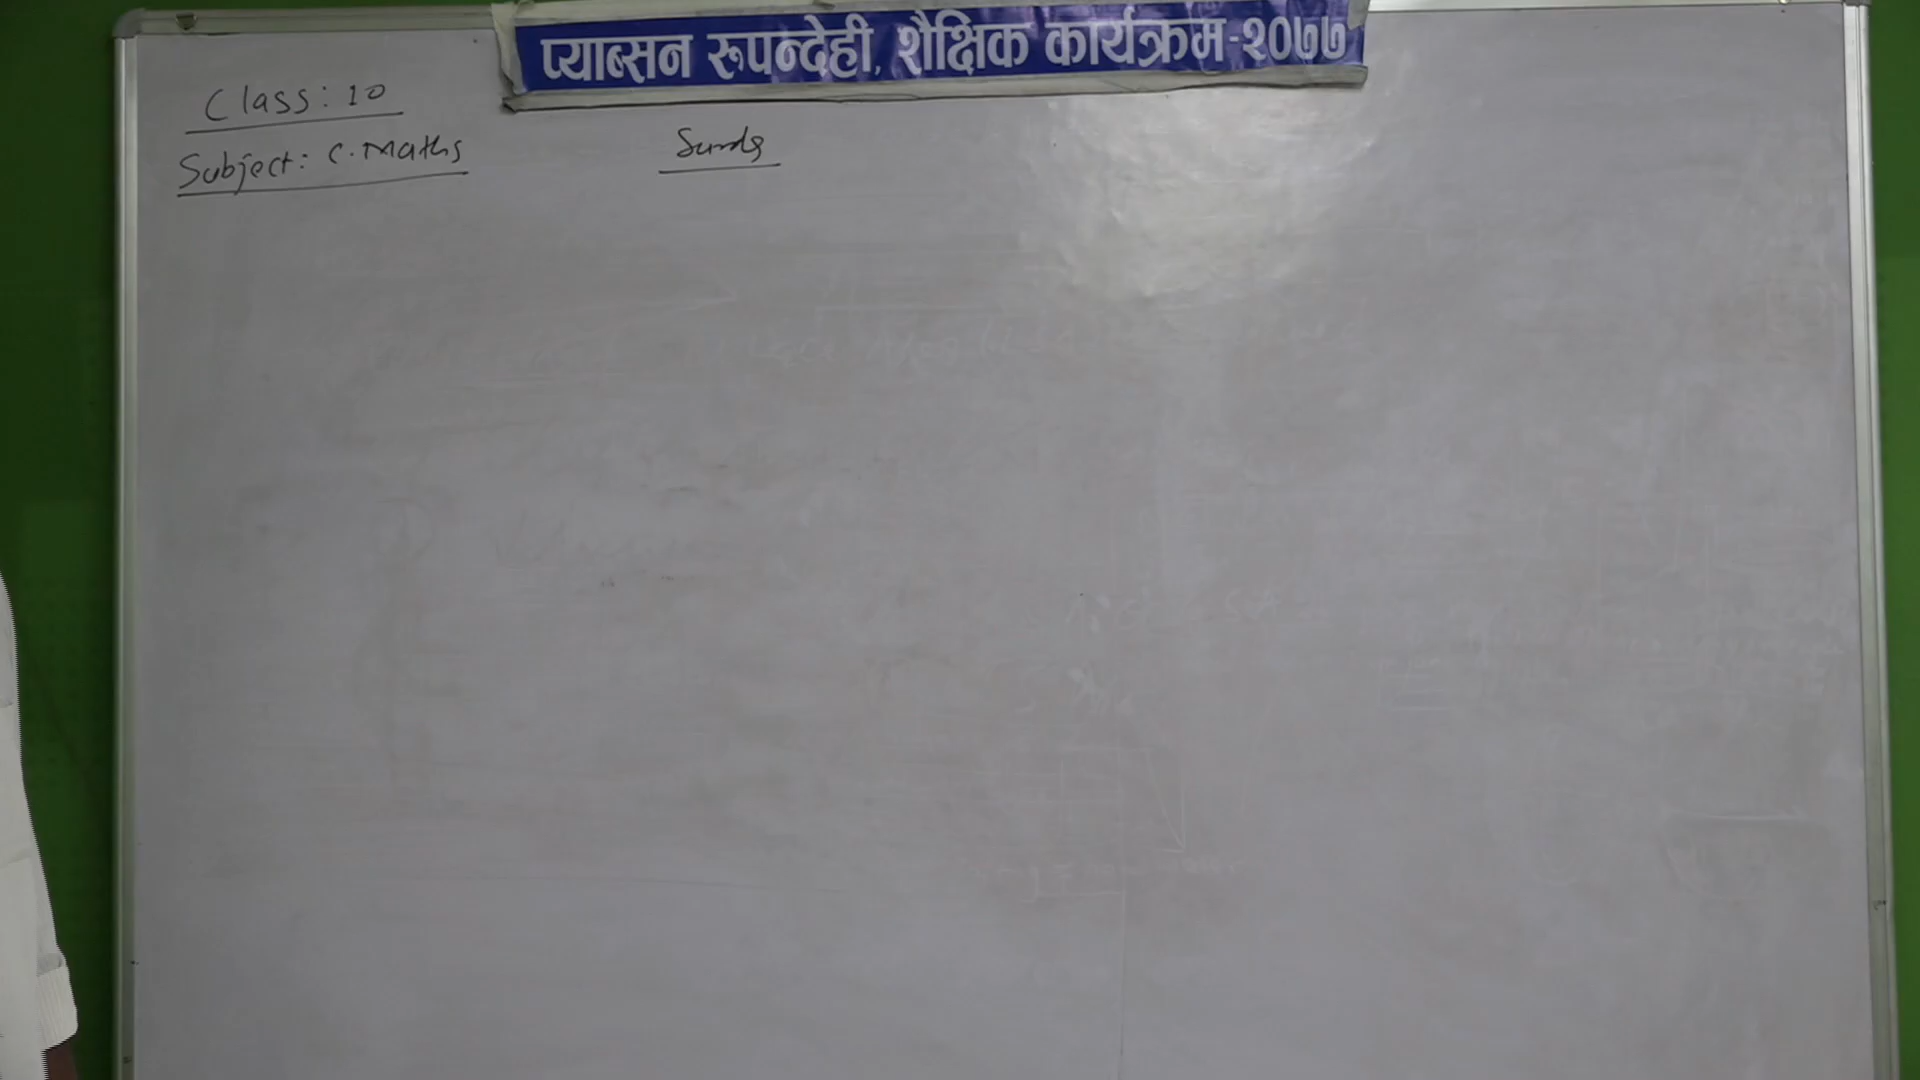 प्याब्सन रूपन्देही, शैक्षिक कार्यक्रम-२०७७
Class: 10
Subject: C. Maths
Surds